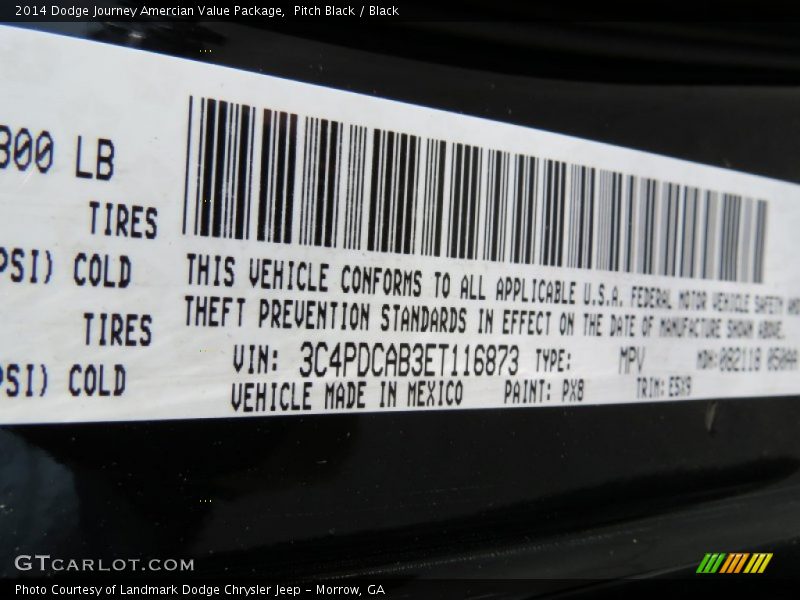 2014 Dodge Journey Amercian Value Package, Pitch Black / Black
800 LB
TIRES
PSI) COLD
TIRES
PSI) COLD
THIS VEHICLE CONFORMS TO ALL APPLICABLE U.S.A. FEDERAL MOTOR VEHICLE SAFETY AND
THEFT PREVENTION STANDARDS IN EFFECT ON THE DATE OF MANUFACTURE SHOWN ABOVE.
VIN: 3C4PDCAB3ET116873 TYPE: MPV MDH:
VEHICLE MADE IN MEXICO PAINT: PX8 TRIM:
GTCARLOT.COM
Photo Courtesy of Landmark Dodge Chrysler Jeep – Morrow, GA